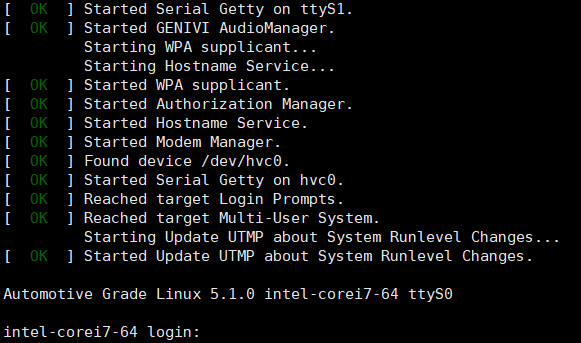 [  OK  ] Started Serial Getty on ttyS1.
[  OK  ] Started GENIVI AudioManager.
         Starting WPA supplicant...
         Starting Hostname Service...
[  OK  ] Started WPA supplicant.
[  OK  ] Started Authorization Manager.
[  OK  ] Started Hostname Service.
[  OK  ] Started Modem Manager.
[  OK  ] Found device /dev/hvc0.
[  OK  ] Started Serial Getty on hvc0.
[  OK  ] Reached target Login Prompts.
[  OK  ] Reached target Multi-User System.
         Starting Update UTMP about System Runlevel Changes...
[  OK  ] Started Update UTMP about System Runlevel Changes.

Automotive Grade Linux 5.1.0 intel-corei7-64 ttyS0

intel-corei7-64 login: